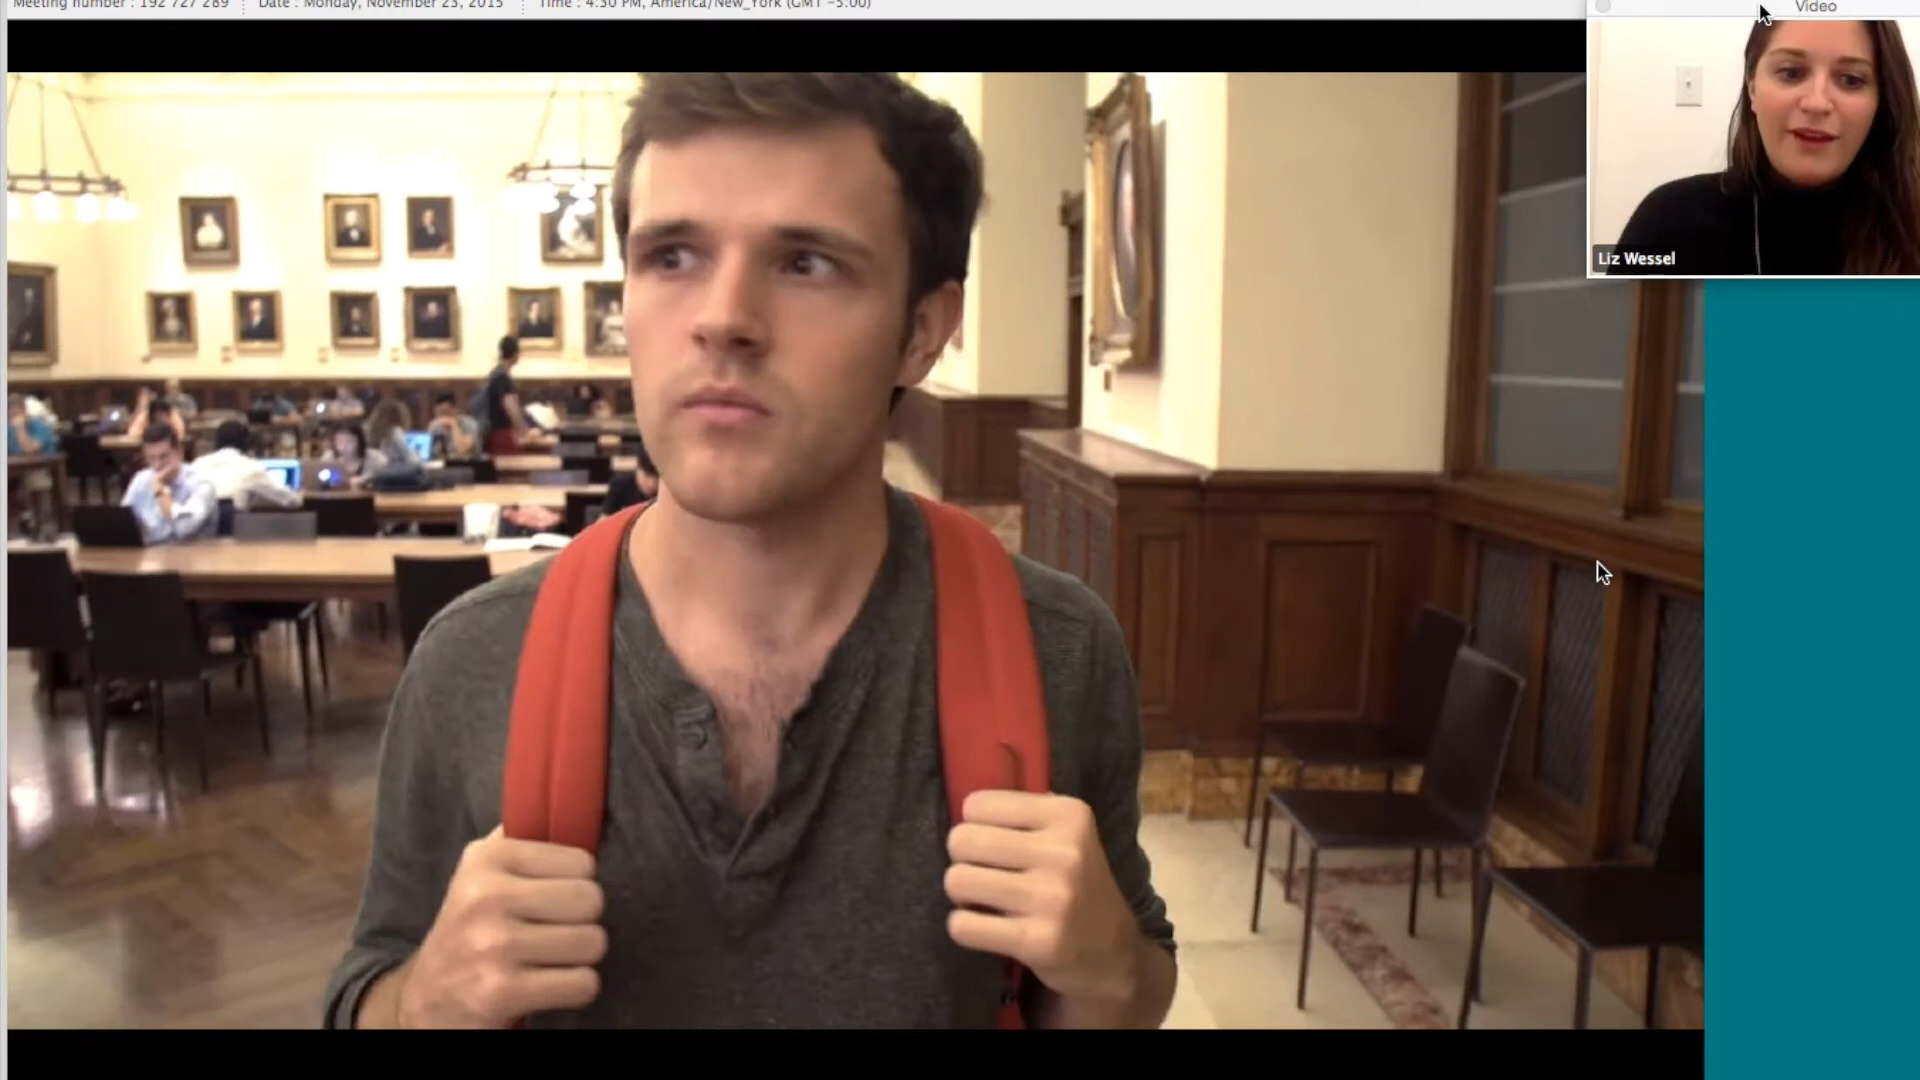 Meeting number : 192 727 289 Date : Monday, November 23, 2015 Time : 4:30 PM, America/New_York (GMT -5:00)
Video
Liz Wessel